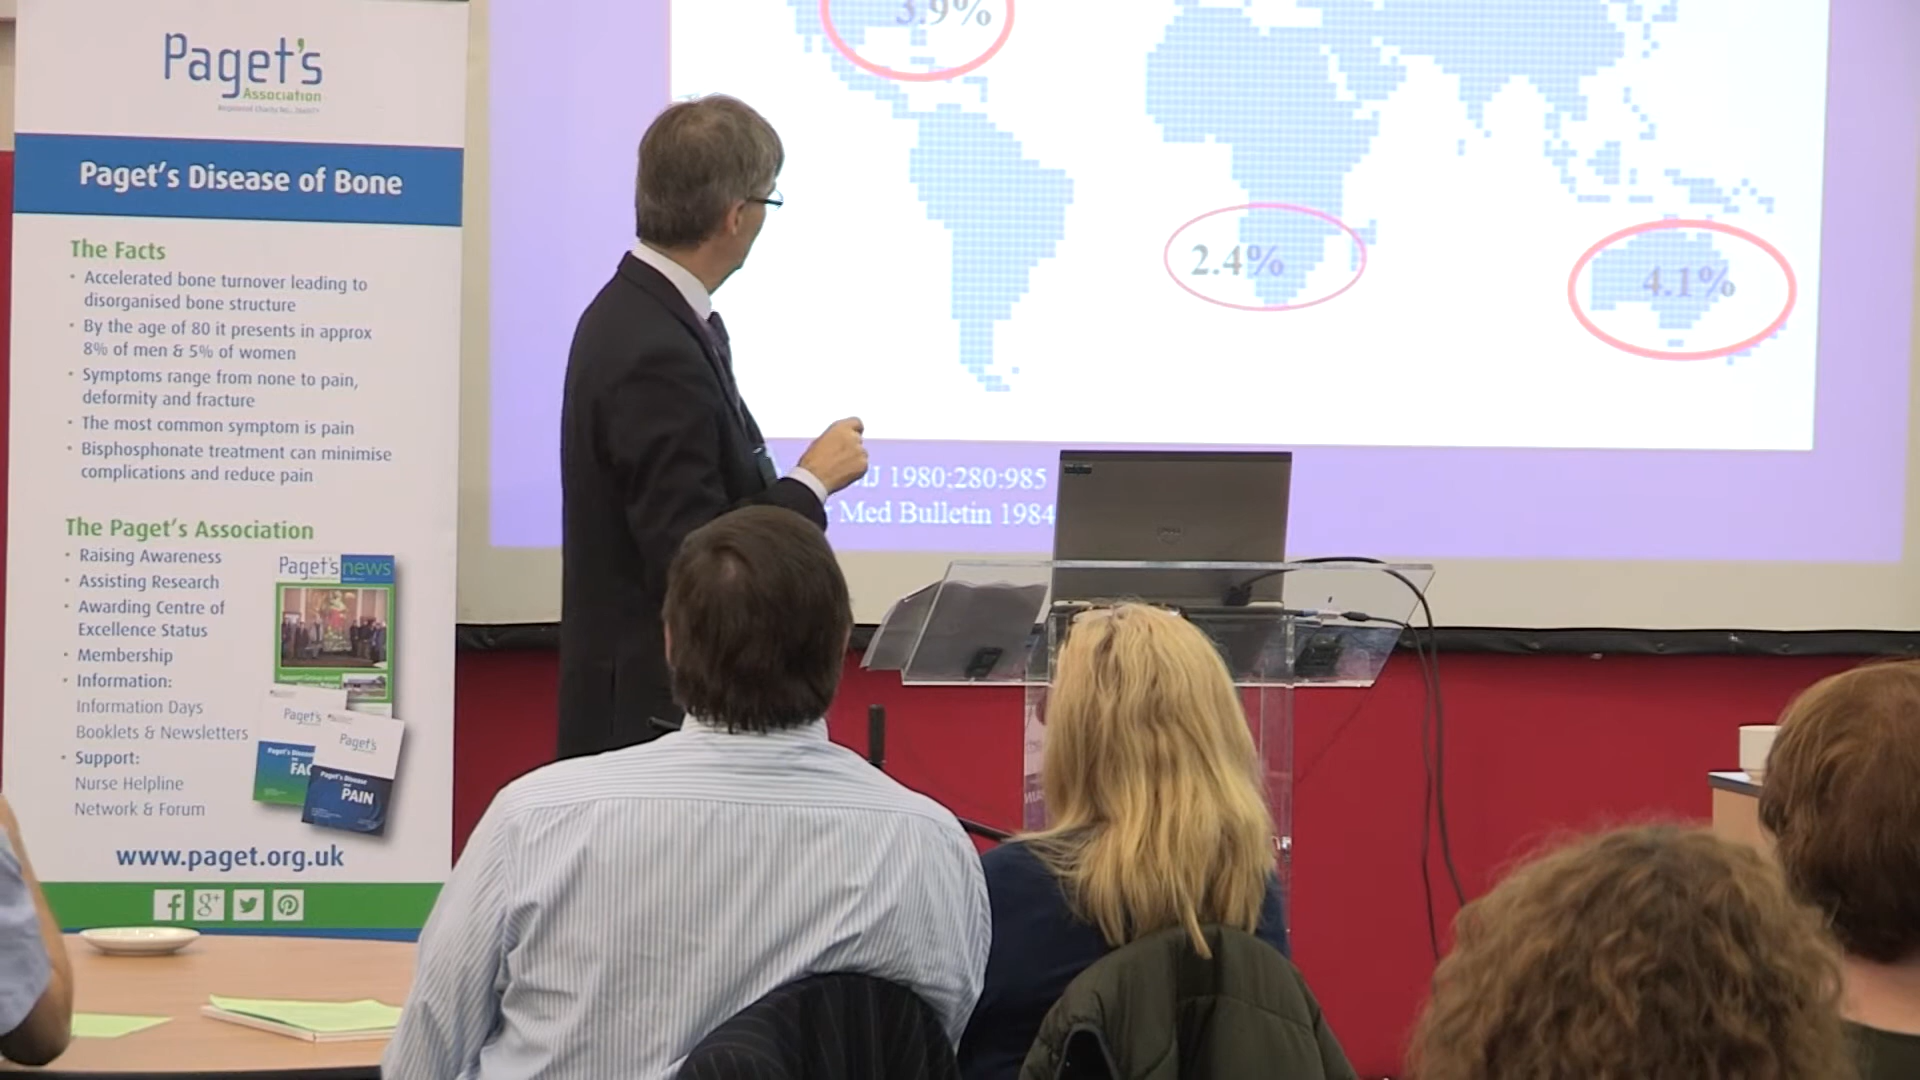 Paget's
Association
Paget's Disease of Bone
The Facts
• Accelerated bone turnover leading to
disorganised bone structure
• By the age of 80 it presents in approx
8% of men & 5% of women
• Symptoms range from none to pain,
deformity and fracture
• The most common symptom is pain
• Bisphosphonate treatment can minimise
complications and reduce pain
The Paget's Association
• Raising Awareness
• Assisting Research
• Awarding Centre of
Excellence Status
• Membership
• Information:
Information Days
Booklets & Newsletters
• Support:
Nurse Helpline
Network & Forum
Paget's news
Paget's
Paget's
Paget's Disease
PAIN
www.paget.org.uk
3.9%
2.4%
4.1%
1980;280:985
Med Bulletin 1984
DELL